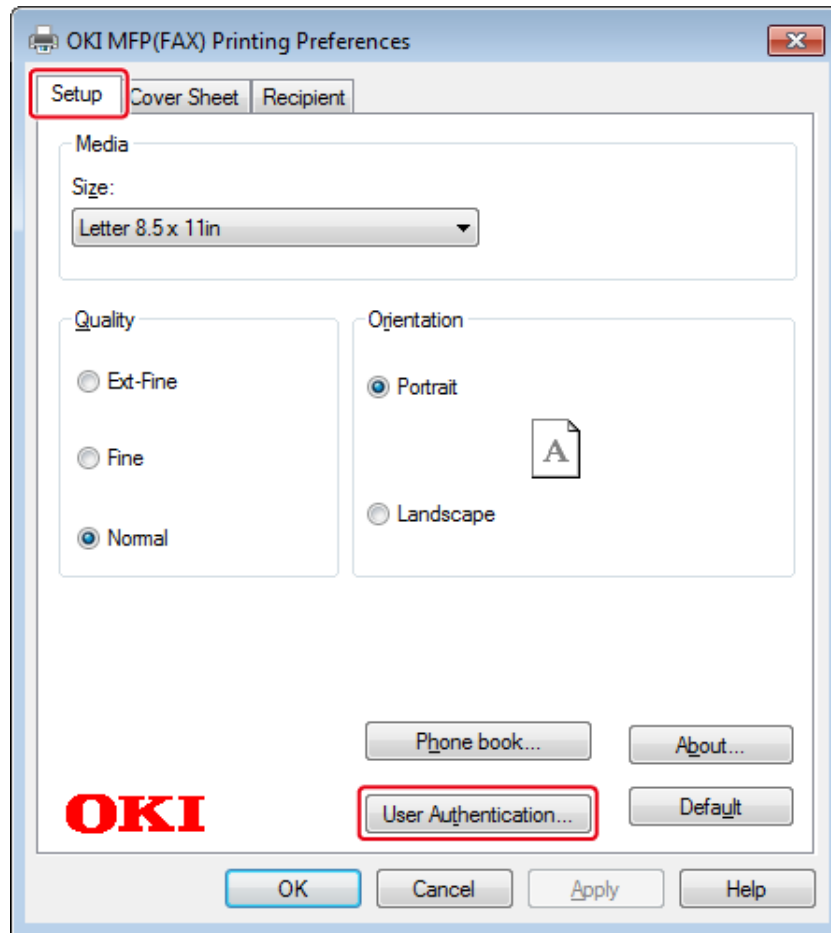 OKI MFP(FAX) Printing Preferences
Setup Cover Sheet Recipient
Media
Size:
Letter 8.5 x 11in
Quality
Ext-Fine
Fine
Normal
Orientation
Portrait
A
Landscape
Phone book... About...
OKI User Authentication... Default
OK Cancel Apply Help